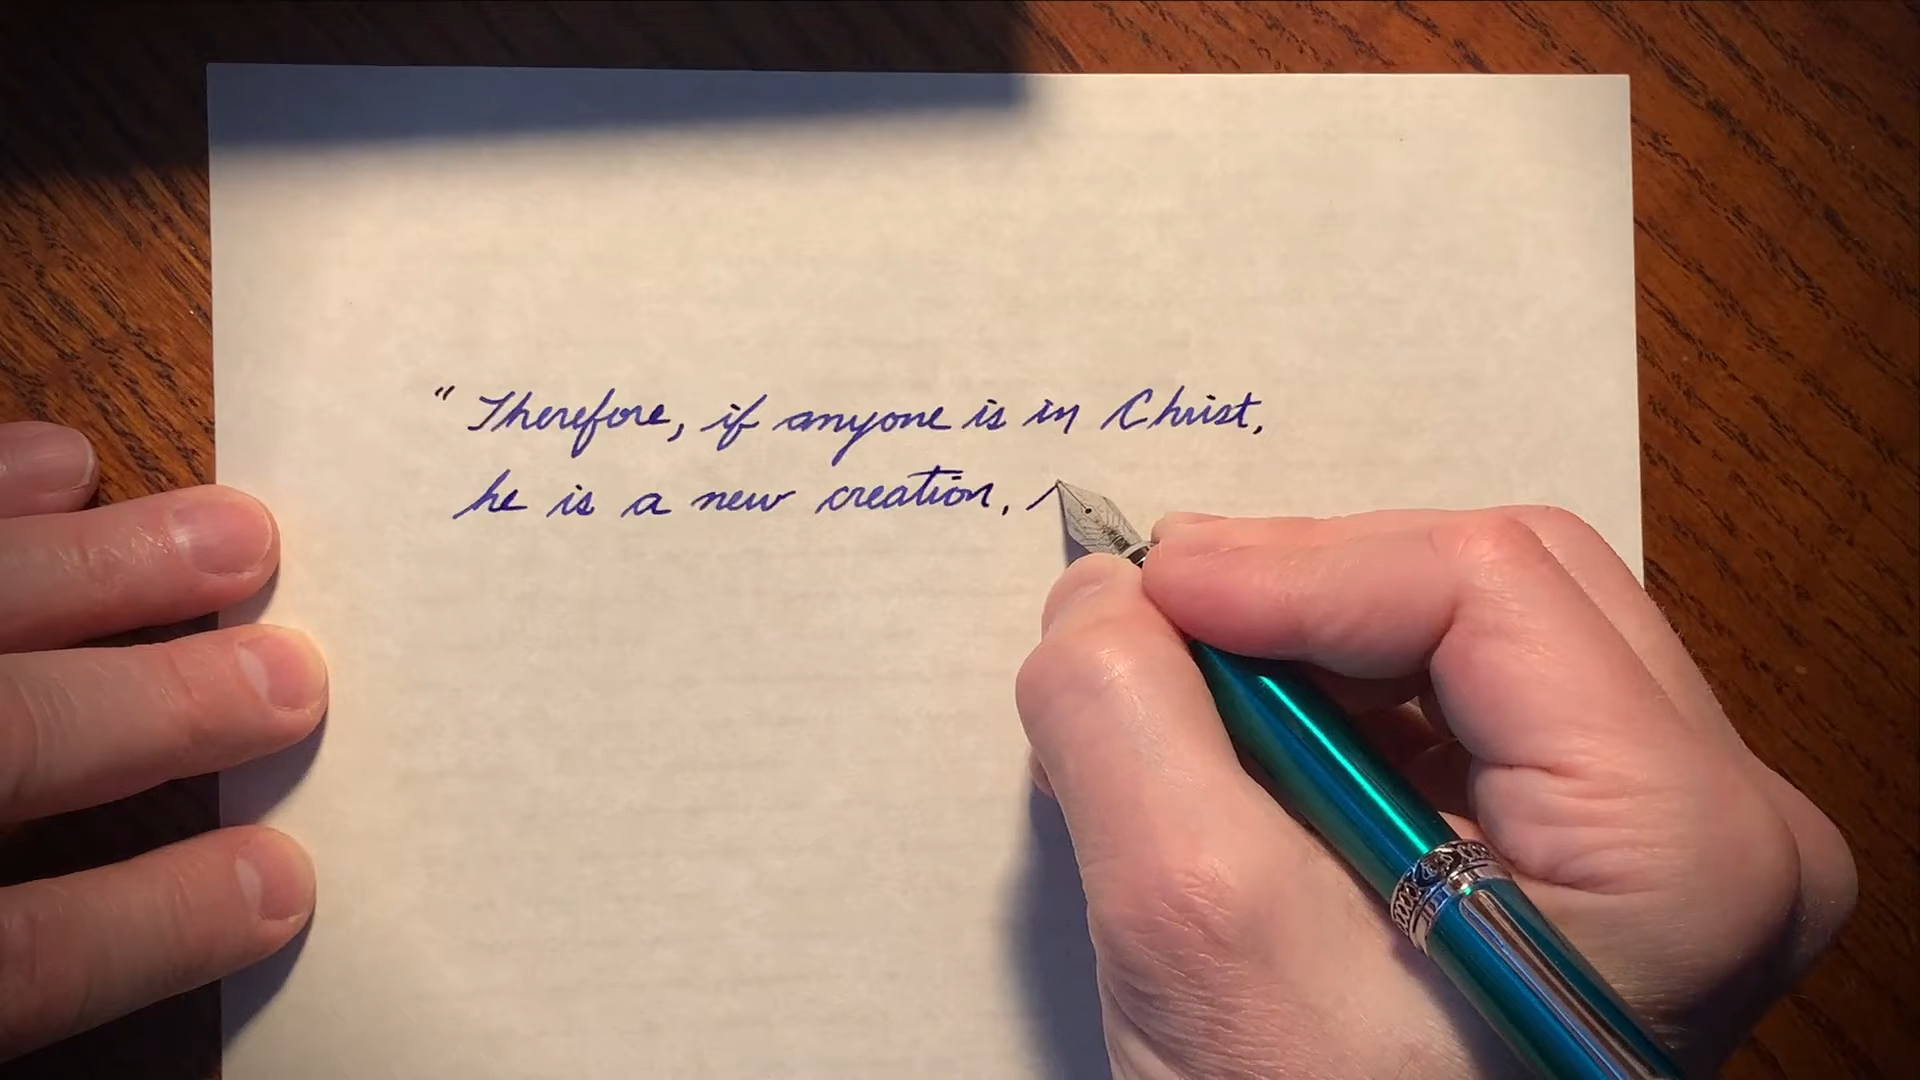 "Therefore, if anyone is in Christ,
he is a new creation,